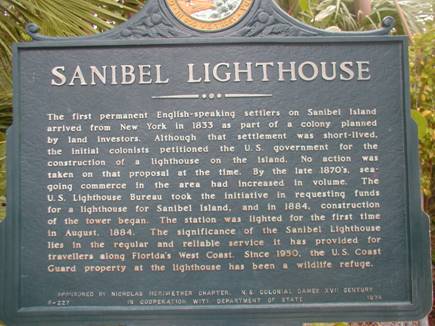 SANIBEL LIGHTHOUSE
The first permanent English-speaking settlers on Sanibel Island
arrived from New York in 1833 as part of a colony planned
by land investors. Although that settlement was short-lived,
the initial colonists petitioned the U.S. government for the
construction of a lighthouse on the island. No action was
taken on that proposal at the time. By the late 1870's, sea-
going commerce in the area had increased in volume. The
U.S. Lighthouse Bureau took the initiative in requesting funds
for a lighthouse for Sanibel Island, and in 1884, construction
of the tower began. The station was lighted for the first time
in August, 1884. The significance of the Sanibel Lighthouse
lies in the regular and reliable service it has provided for
travellers along Florida's West Coast. Since 1950, the U.S. Coast
Guard property at the lighthouse has been a wildlife refuge.
SPONSORED BY NICHOLAS MERIWETHER CHAPTER, N.S. COLONIAL DAMES XVII CENTURY
F-227 IN COOPERATION WITH DEPARTMENT OF STATE 1974